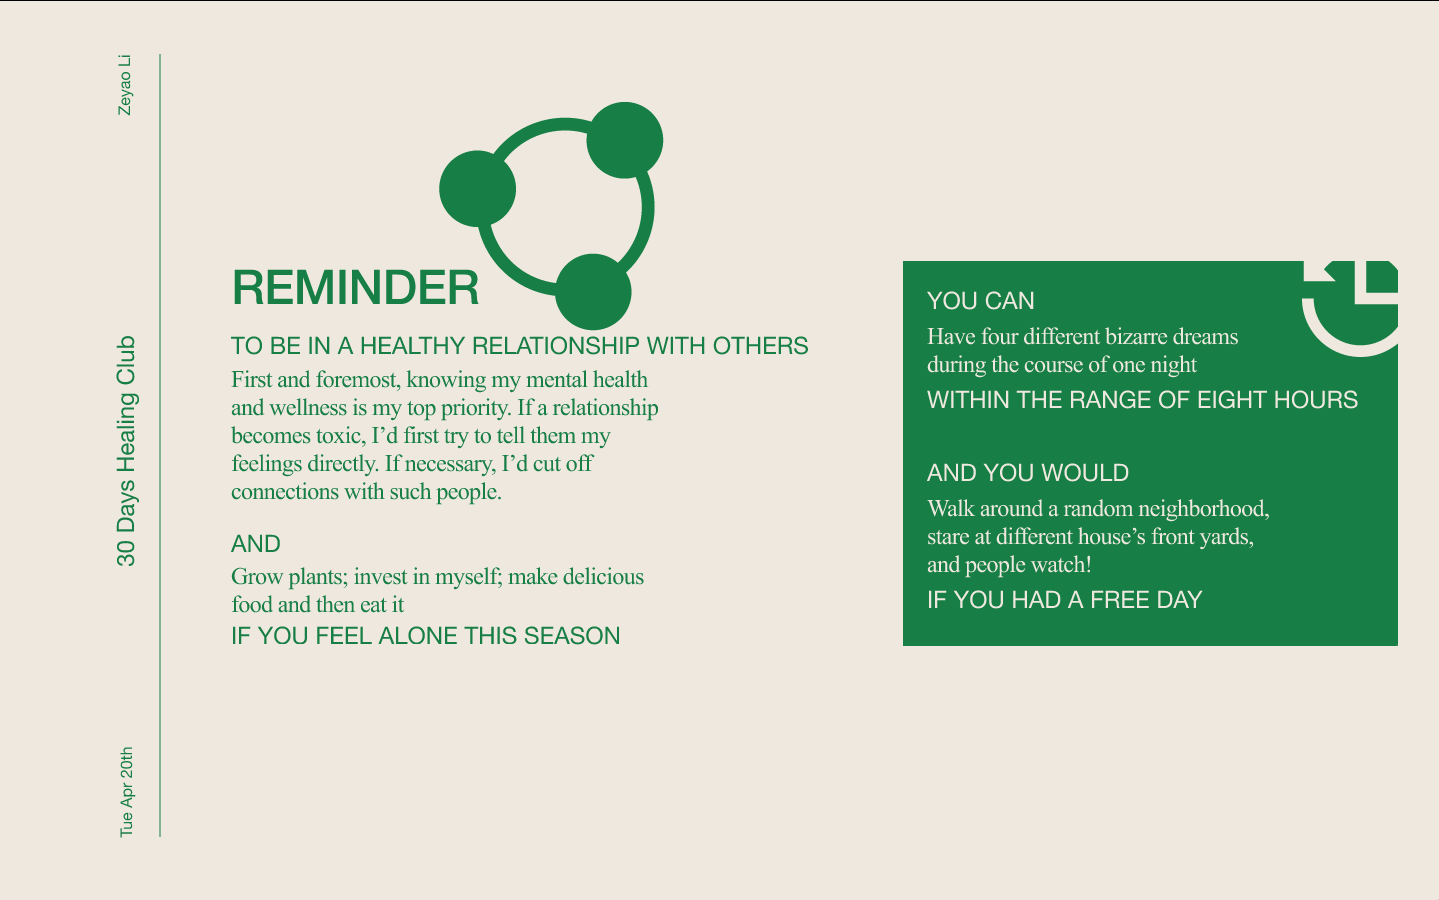 Zeyao Li
30 Days Healing Club
Tue Apr 20th
REMINDER
TO BE IN A HEALTHY RELATIONSHIP WITH OTHERS
First and foremost, knowing my mental health
and wellness is my top priority. If a relationship
becomes toxic, I’d first try to tell them my
feelings directly. If necessary, I’d cut off
connections with such people.
AND
Grow plants; invest in myself; make delicious
food and then eat it
IF YOU FEEL ALONE THIS SEASON
YOU CAN
Have four different bizarre dreams
during the course of one night
WITHIN THE RANGE OF EIGHT HOURS
AND YOU WOULD
Walk around a random neighborhood,
stare at different house’s front yards,
and people watch!
IF YOU HAD A FREE DAY